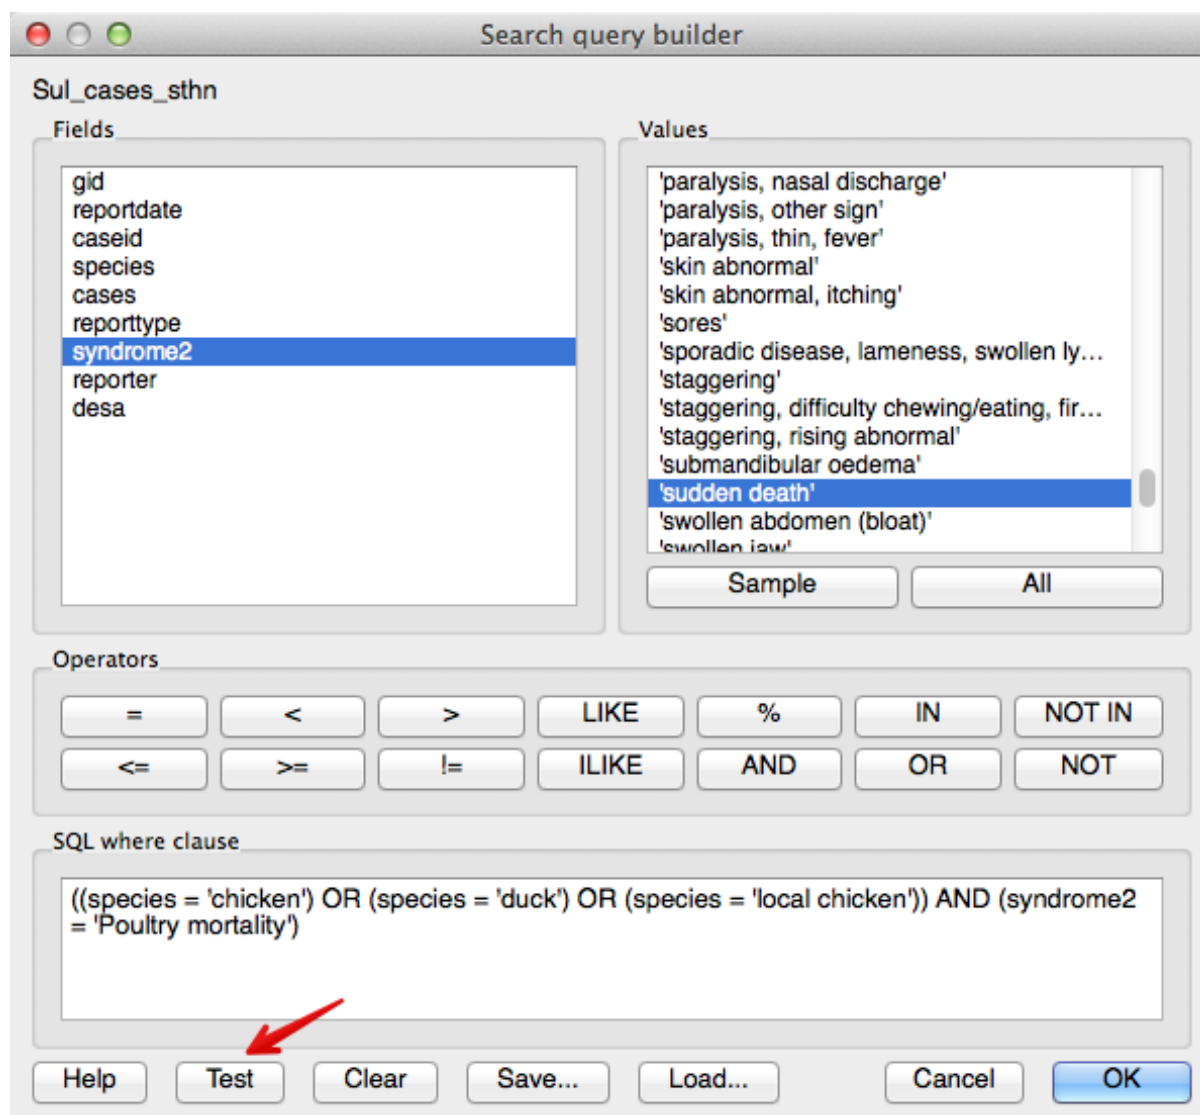 Search query builder
Sul_cases_sthn
Fields
gid
reportdate
caseid
species
cases
reporttype
syndrome2
reporter
desa
Values
'paralysis, nasal discharge'
'paralysis, other sign'
'paralysis, thin, fever'
'skin abnormal'
'skin abnormal, itching'
'sores'
'sporadic disease, lameness, swollen ly...
'staggering'
'staggering, difficulty chewing/eating, fir...
'staggering, rising abnormal'
'submandibular oedema'
'sudden death'
'swollen abdomen (bloat)'
'swollen jaw'
Sample All
Operators
= < > LIKE % IN NOT IN
<= >= != ILIKE AND OR NOT
SQL where clause
((species = 'chicken') OR (species = 'duck') OR (species = 'local chicken')) AND (syndrome2
= 'Poultry mortality')
Help Test Clear Save... Load... Cancel OK